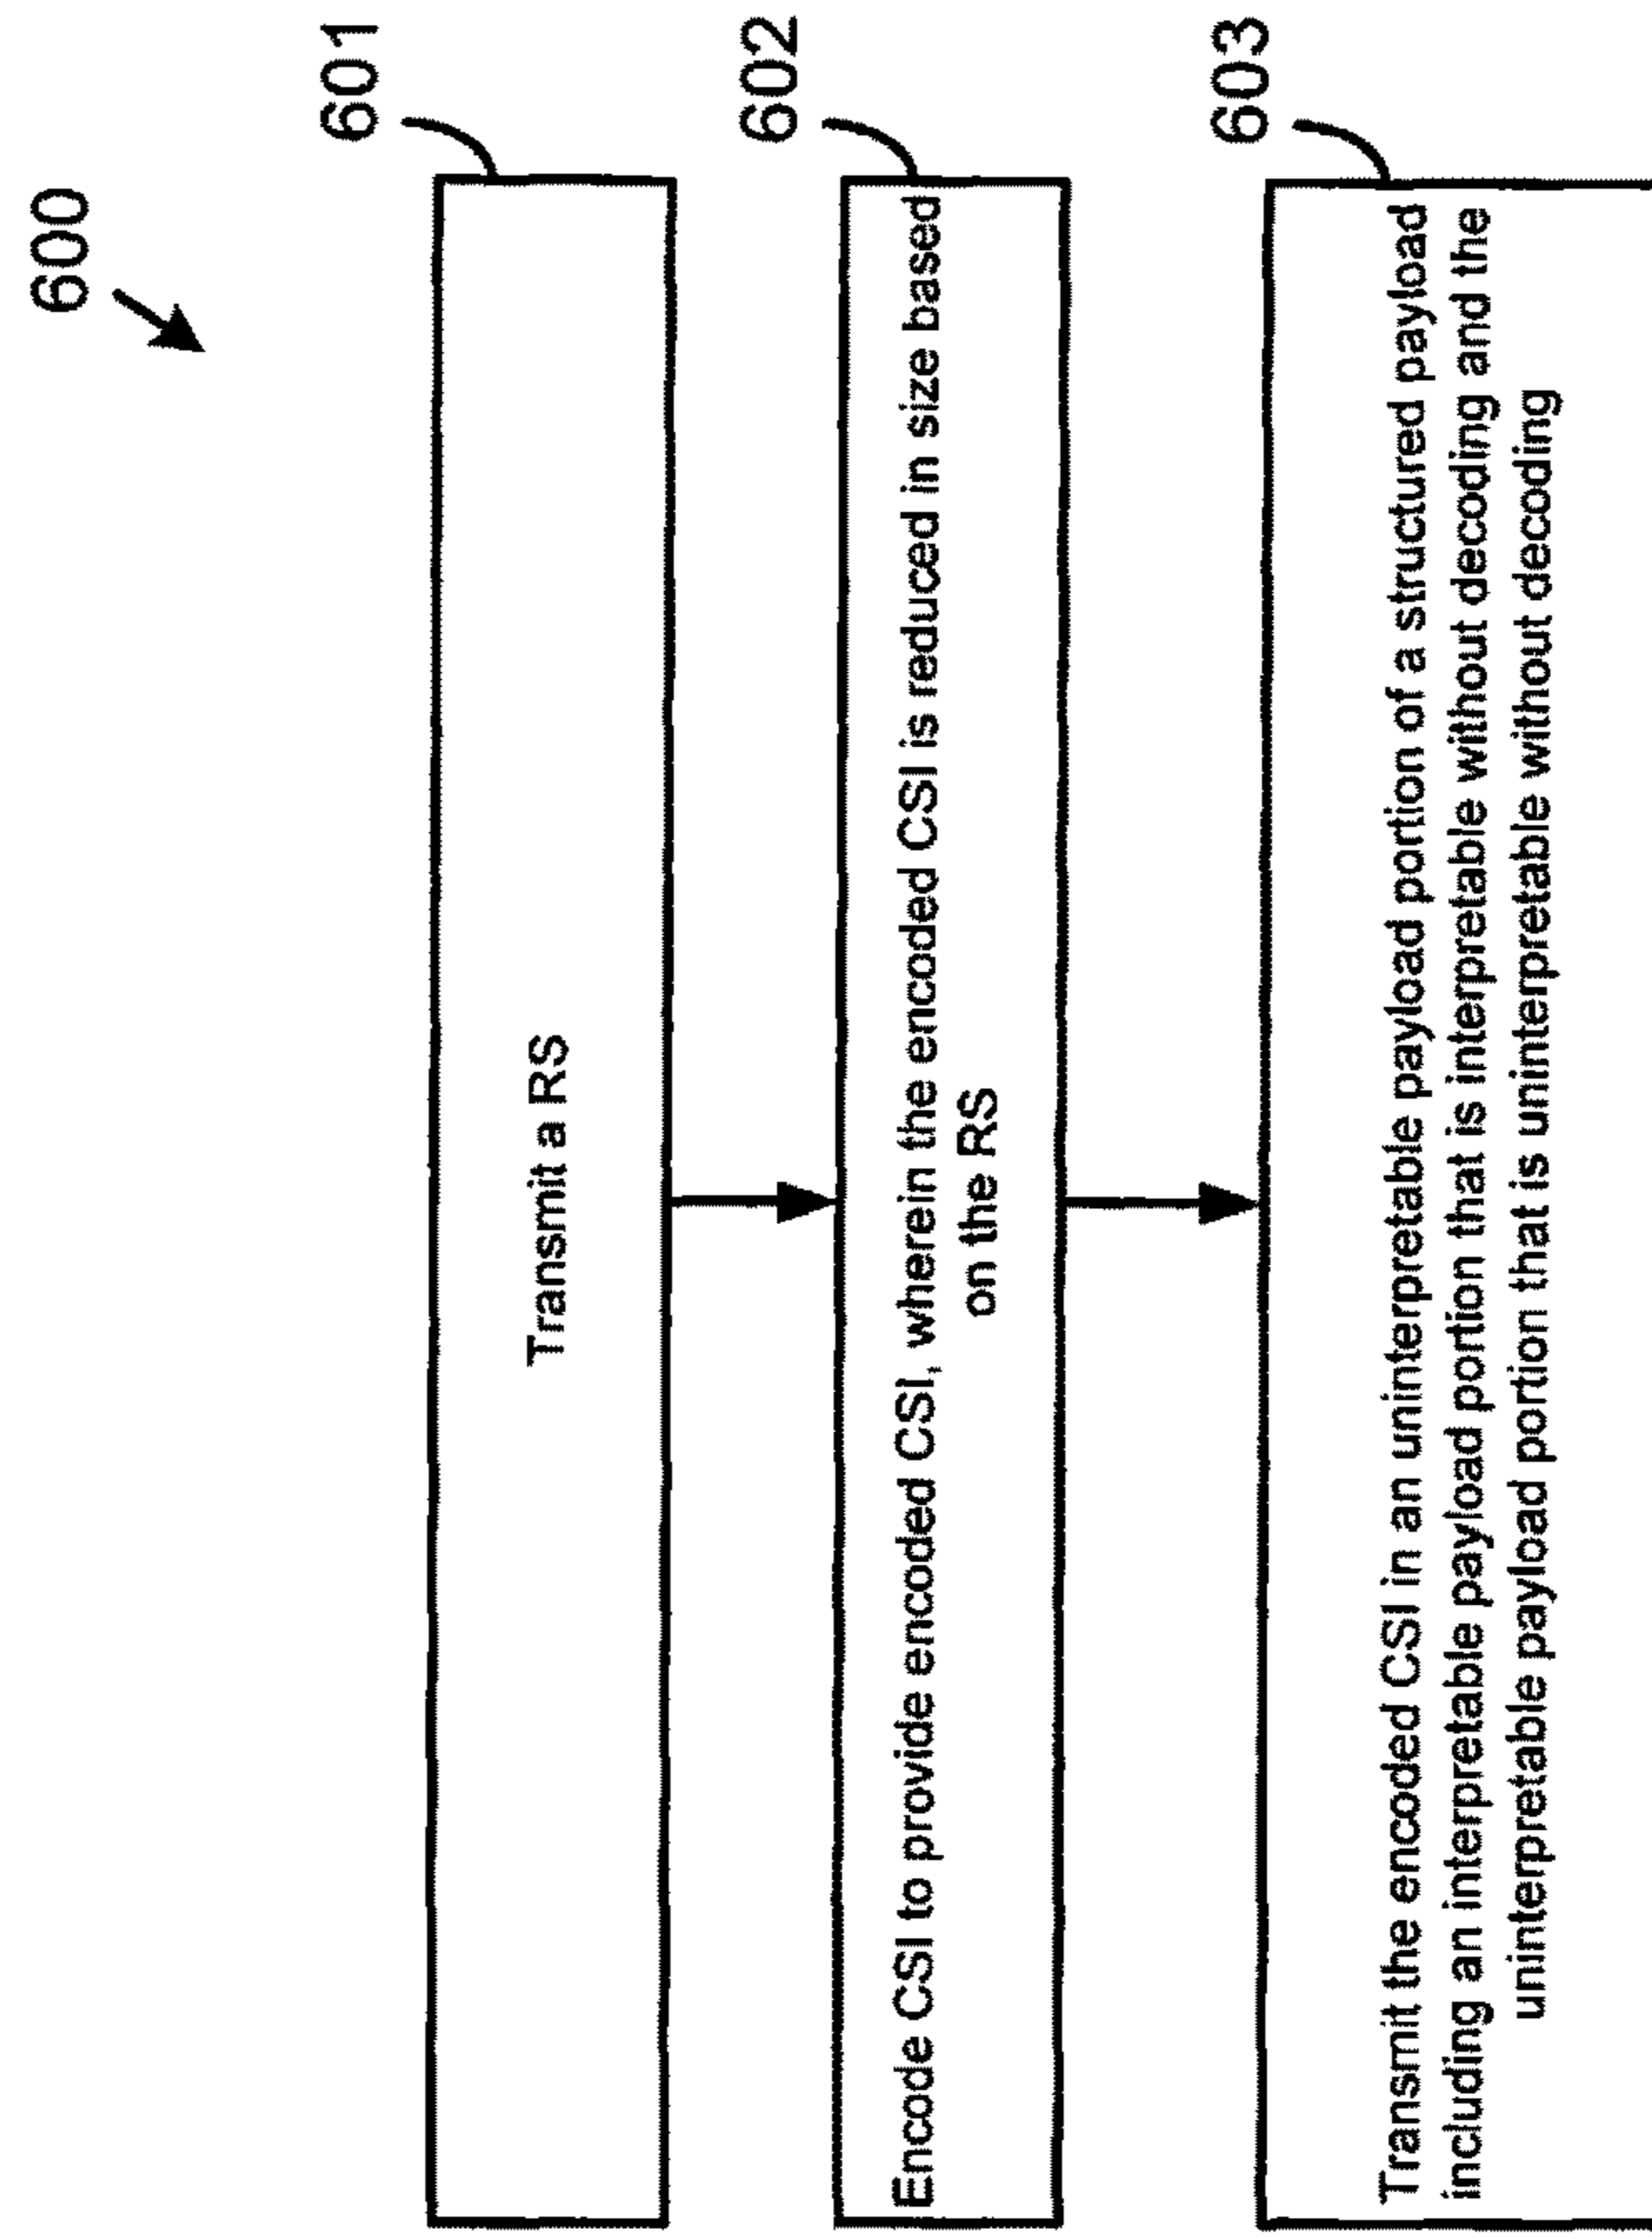 600
601
Transmit a RS
602
Encode CSI to provide encoded CSI, wherein the encoded CSI is reduced in size based
on the RS
603
Transmit the encoded CSI in an uninterpretable payload portion of a structured payload
including an interpretable payload portion that is interpretable without decoding and the
uninterpretable payload portion that is uninterpretable without decoding